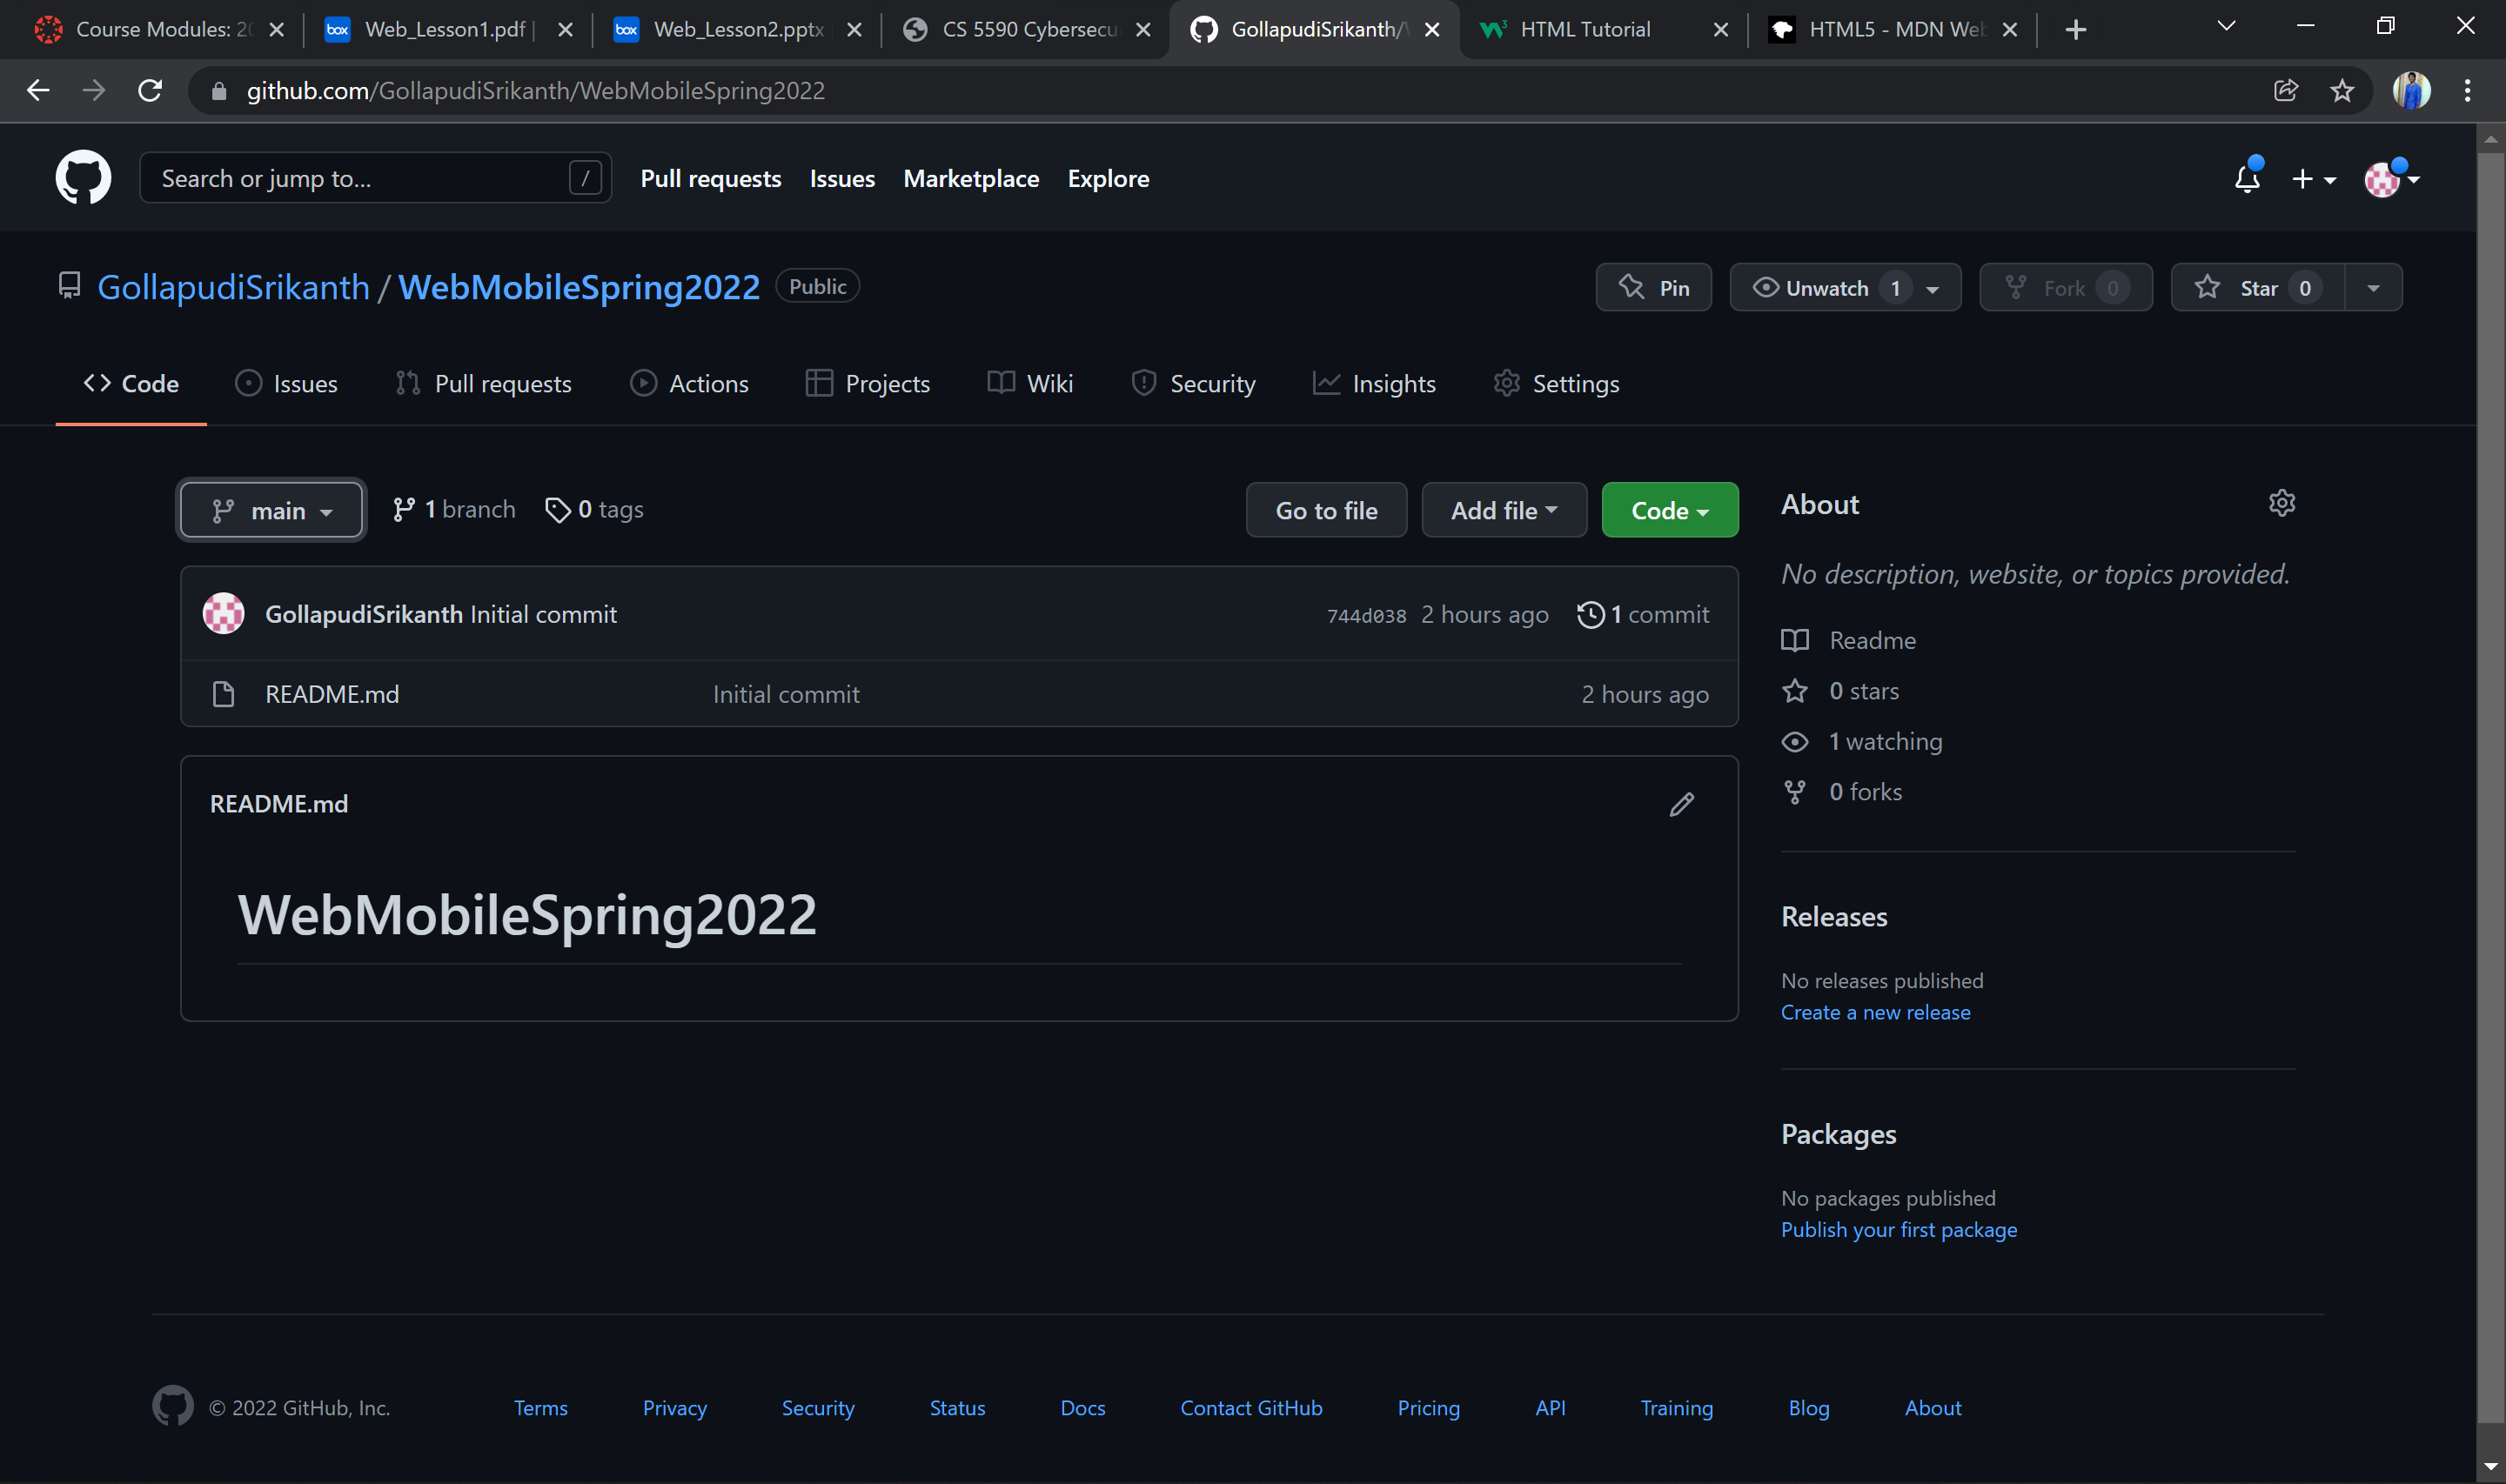 Course Modules: 20
Web_Lesson1.pdf |
Web_Lesson2.pptx
CS 5590 Cybersecu
GollapudiSrikanth/
HTML Tutorial
HTML5 - MDN Web
github.com/GollapudiSrikanth/WebMobileSpring2022
Search or jump to... /
Pull requests Issues Marketplace Explore
GollapudiSrikanth / WebMobileSpring2022 Public
Pin
Unwatch 1
Fork 0
Star 0
Code Issues Pull requests Actions Projects Wiki Security Insights Settings
main 1 branch 0 tags
Go to file Add file Code
GollapudiSrikanth Initial commit 744d038 2 hours ago 1 commit
README.md Initial commit 2 hours ago
README.md
WebMobileSpring2022
About
No description, website, or topics provided.
Readme
0 stars
1 watching
0 forks
Releases
No releases published
Create a new release
Packages
No packages published
Publish your first package
© 2022 GitHub, Inc. Terms Privacy Security Status Docs Contact GitHub Pricing API Training Blog About